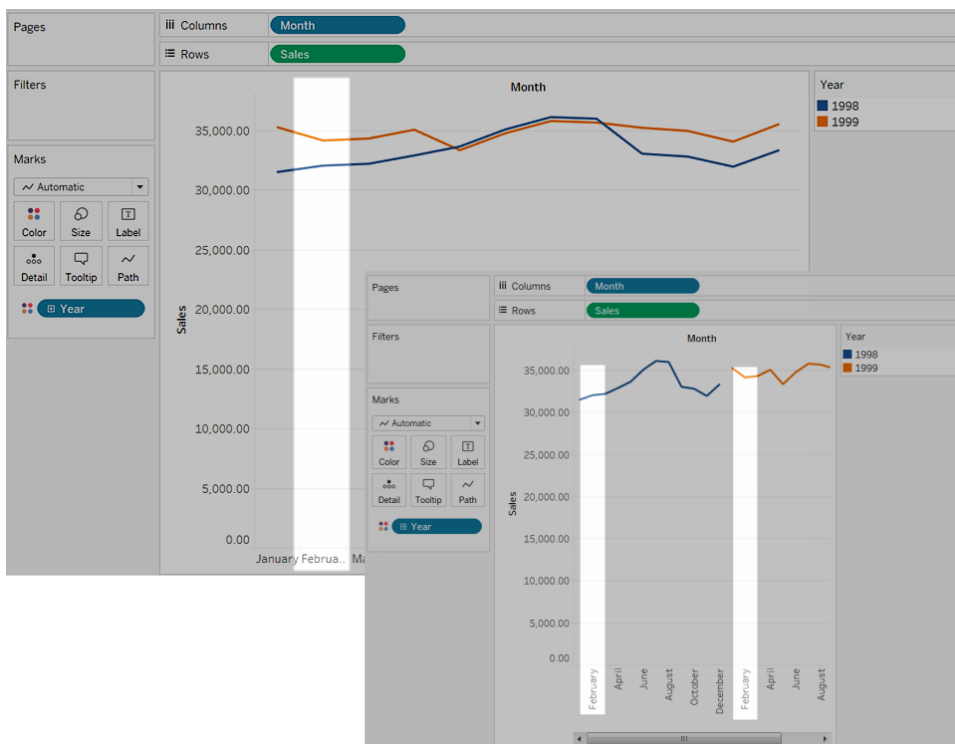 Pages
Columns
Month
Rows
Sales
Filters
Marks
Automatic
Color
Size
Label
Detail
Tooltip
Path
Year
Month
35,000.00
30,000.00
25,000.00
20,000.00
15,000.00
10,000.00
5,000.00
0.00
Sales
January Februa.. Ma
Year
1998
1999
Pages
Columns
Month
Rows
Sales
Filters
Marks
Automatic
Color
Size
Label
Detail
Tooltip
Path
Year
Month
35,000.00
30,000.00
25,000.00
20,000.00
15,000.00
10,000.00
5,000.00
0.00
Sales
February
April
June
August
October
December
February
April
June
August
Year
1998
1999